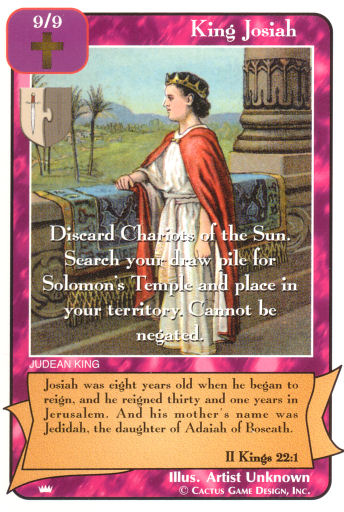 9/9
King Josiah
Discard Chariots of the Sun.
Search your draw pile for
Solomon's Temple and place in
your territory. Cannot be
negated.
JUDEAN KING
Josiah was eight years old when he began to
reign, and he reigned thirty and one years in
Jerusalem. And his mother's name was
Jedidah, the daughter of Adaiah of Boscath.
II Kings 22:1
Illus. Artist Unknown
© CACTUS GAME DESIGN, INC.